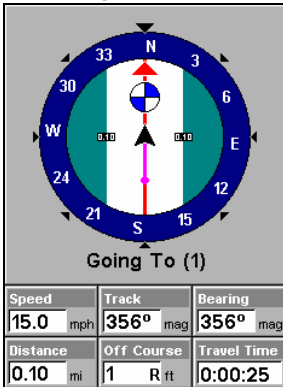 N
33 3
30 6
0.10 0.10
W E
24 12
21 15
S
Going To (1)
Speed Track Bearing
15.0 mph 356º mag 356º mag
Distance Off Course Travel Time
0.10 mi 1 R ft 0:00:25